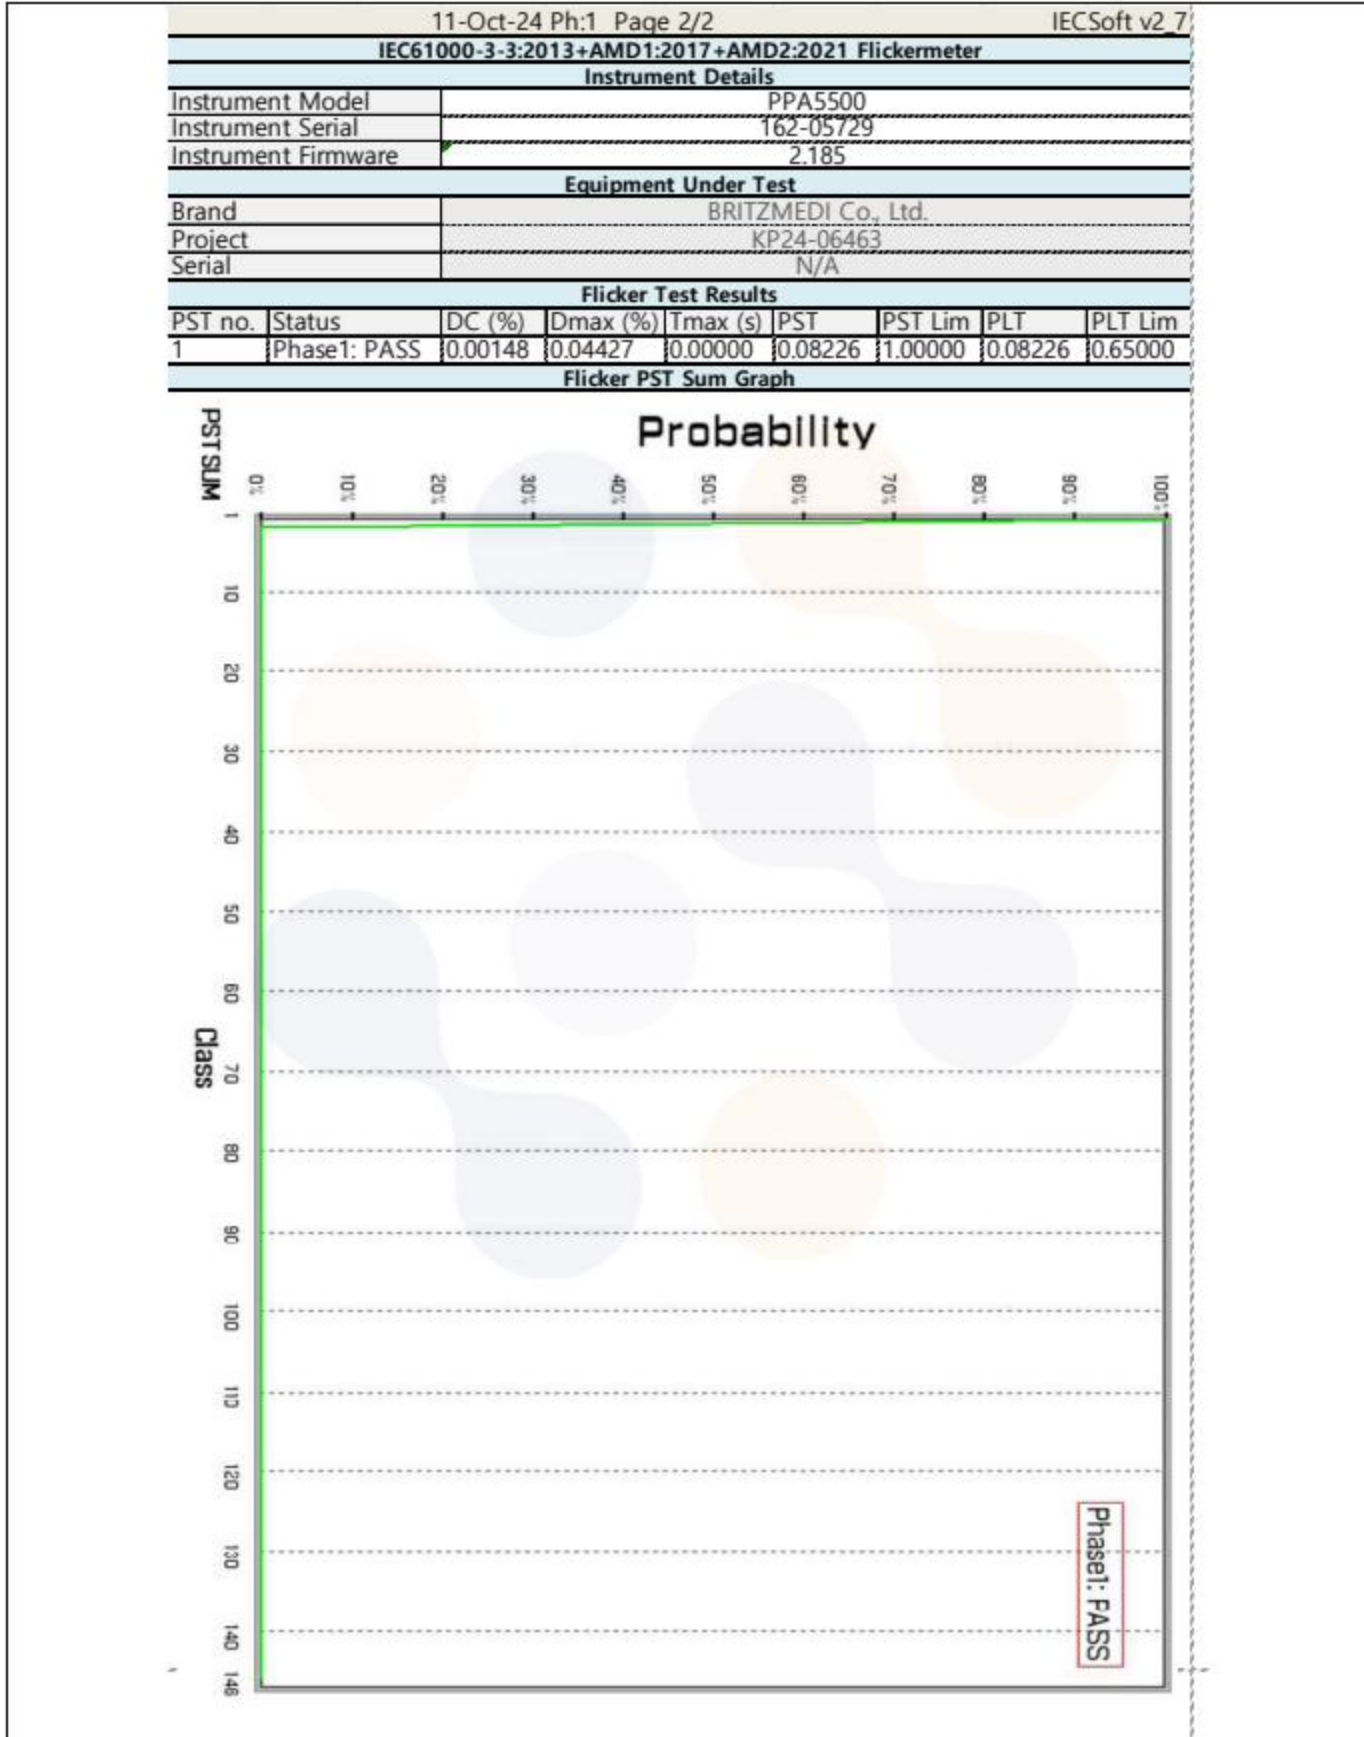 11-Oct-24 Ph:1 Page 2/2 IECSoft v2_7
IEC61000-3-3:2013+AMD1:2017+AMD2:2021 Flickermeter
Instrument Details
Instrument Model PPA5500
Instrument Serial 162-05729
Instrument Firmware 2.185
Equipment Under Test
Brand BRITZMEDI Co., Ltd.
Project KP24-06463
Serial N/A
Flicker Test Results
PST no. Status DC (%) Dmax (%) Tmax (s) PST PST Lim PLT PLT Lim
1 Phase1: PASS 0.00148 0.04427 0.00000 0.08226 1.00000 0.08226 0.65000
Flicker PST Sum Graph
PST SUM
Probability
0% 10% 20% 30% 40% 50% 60% 70% 80% 90% 100%
1
10
20
30
40
50
60
Class
70
80
90
100
110
120
130
140
146
Phase1: PASS